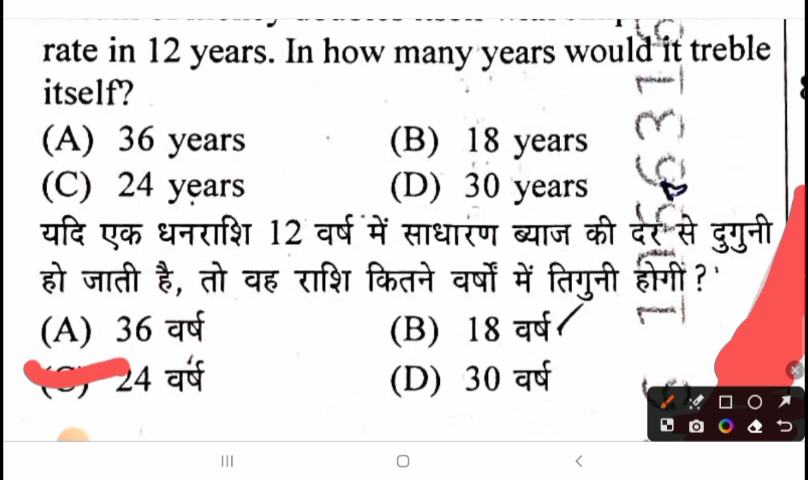 rate in 12 years. In how many years would it treble
itself?
(A) 36 years (B) 18 years
(C) 24 years (D) 30 years
यदि एक धनराशि 12 वर्ष में साधारण ब्याज की दर से दुगुनी
हो जाती है, तो वह राशि कितने वर्षों में तिगुनी होगी ?
(A) 36 वर्ष (B) 18 वर्ष
(C) 24 वर्ष (D) 30 वर्ष